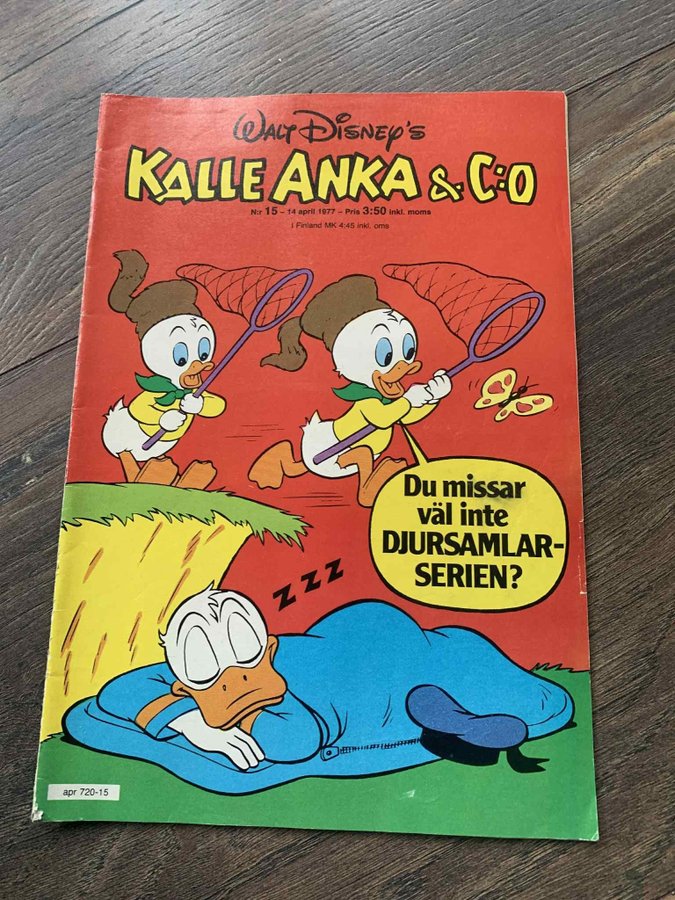 WALT DISNEY'S
KALLE ANKA & C:O
N:r 15 – 14 april 1977 – Pris 3:50 inkl. moms
I Finland MK 4:45 inkl. oms
Du missar
väl inte
DJURSAMLAR-
SERIEN?
ZZZ
apr 720-15